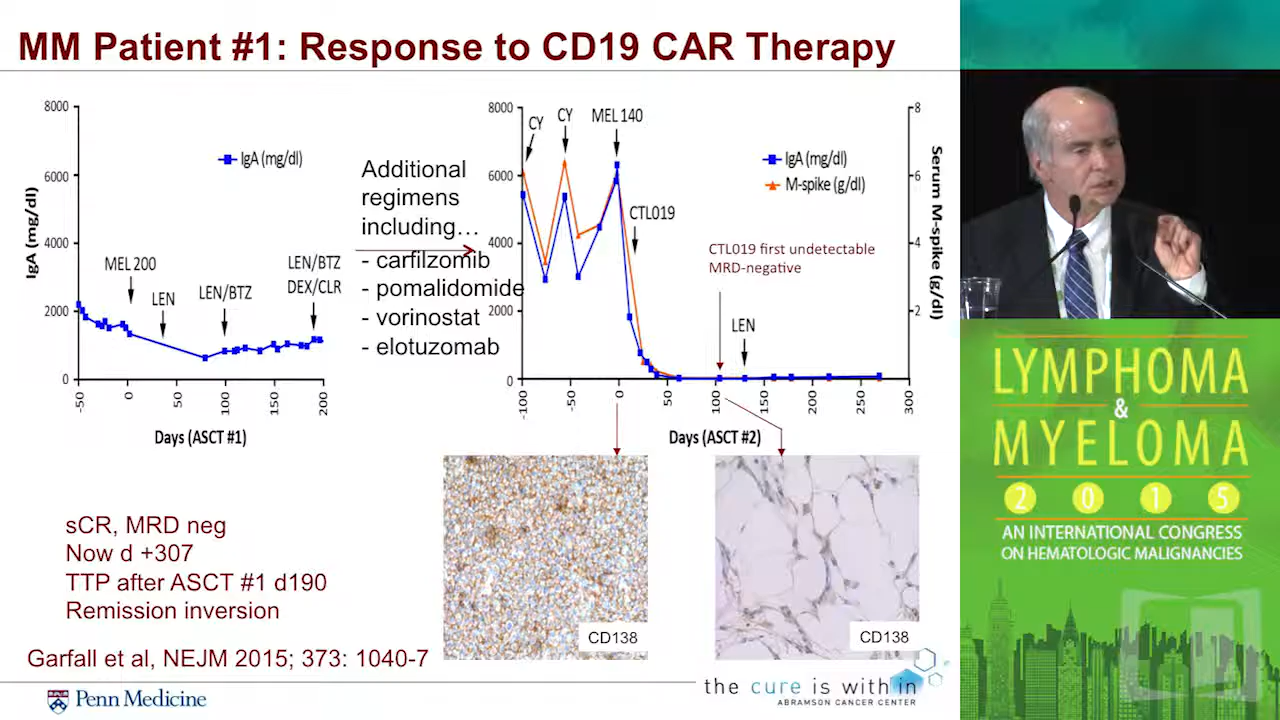 MM Patient #1: Response to CD19 CAR Therapy
8000
6000
4000
2000
0
IgA (mg/dl)
IgA (mg/dl)
MEL 200
LEN
LEN/BTZ
LEN/BTZ
DEX/CLR
-50
0
50
100
150
200
Days (ASCT #1)
Additional
regimens
including…
- carfilzomib
- pomalidomide
- vorinostat
- elotuzomab
8000
6000
4000
2000
0
CY
CY
MEL 140
IgA (mg/dl)
M-spike (g/dl)
CTL019
CTL019 first undetectable
MRD-negative
LEN
8
6
4
2
Serum M-spike (g/dl)
-100
-50
0
50
100
150
200
250
300
Days (ASCT #2)
CD138
CD138
sCR, MRD neg
Now d +307
TTP after ASCT #1 d190
Remission inversion
Garfall et al, NEJM 2015; 373: 1040-7
Penn Medicine
the cure is within
ABRAMSON CANCER CENTER
LYMPHOMA
&
MYELOMA
2 0 1 5
AN INTERNATIONAL CONGRESS
ON HEMATOLOGIC MALIGNANCIES